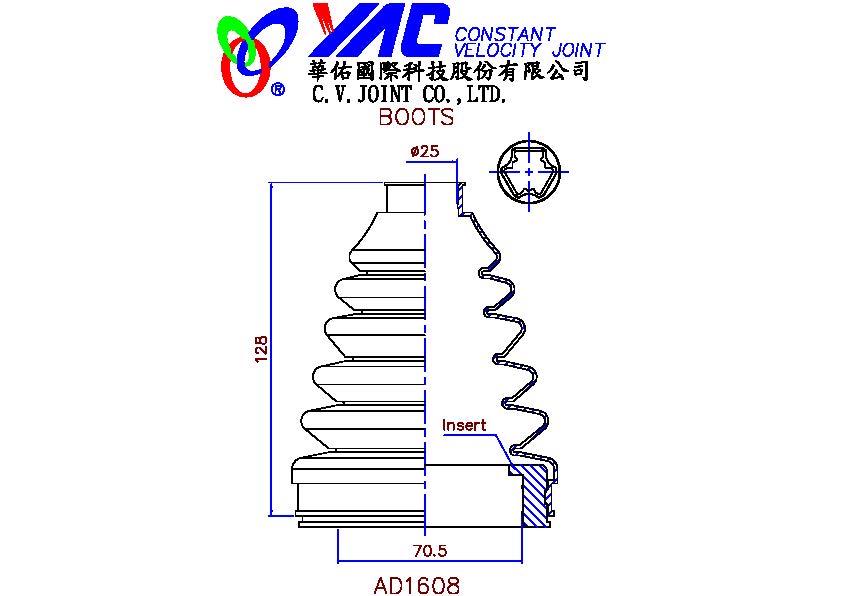 YAC CONSTANT
VELOCITY JOINT
華佑國際科技股份有限公司
®
C.V.JOINT CO.,LTD.
BOOTS
ø25
128
Insert
70.5
AD1608